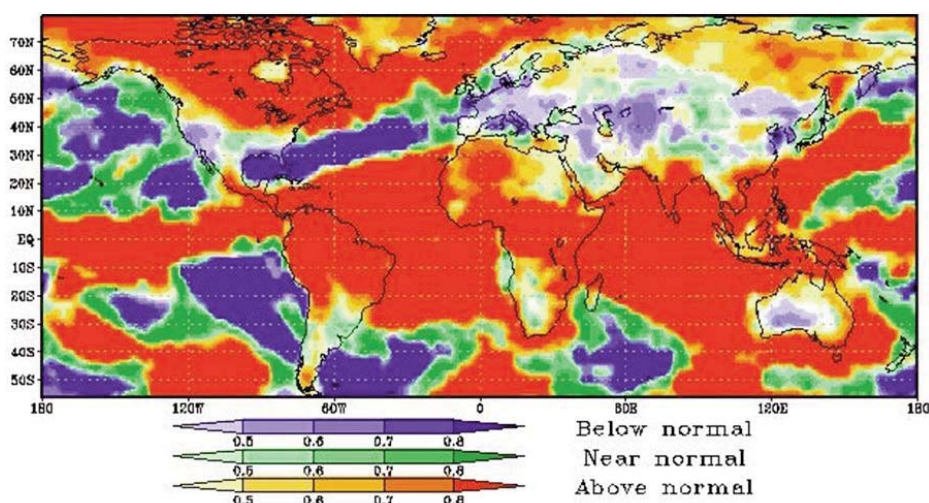 70N
60N
50N
40N
30N
20N
10N
EQ
10S
20S
30S
40S
50S
180 120W 60W 0 60E 120E 180
0.5 0.6 0.7 0.8 Below normal
0.5 0.6 0.7 0.8 Near normal
0.5 0.6 0.7 0.8 Above normal